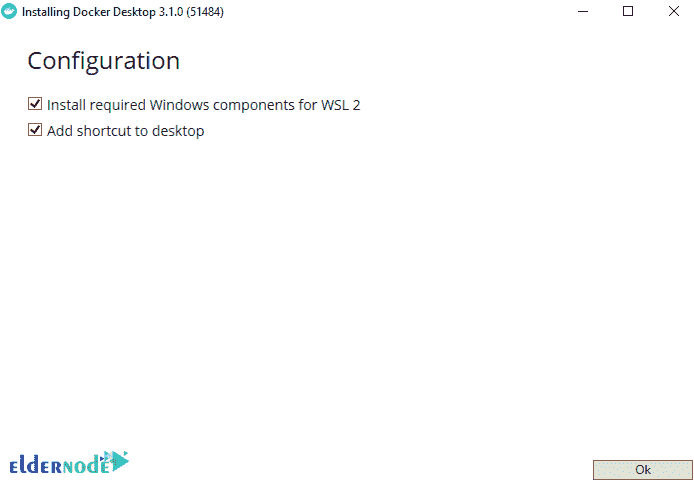 Installing Docker Desktop 3.1.0 (51484)
Configuration
Install required Windows components for WSL 2
Add shortcut to desktop
ELDERNODE
Ok